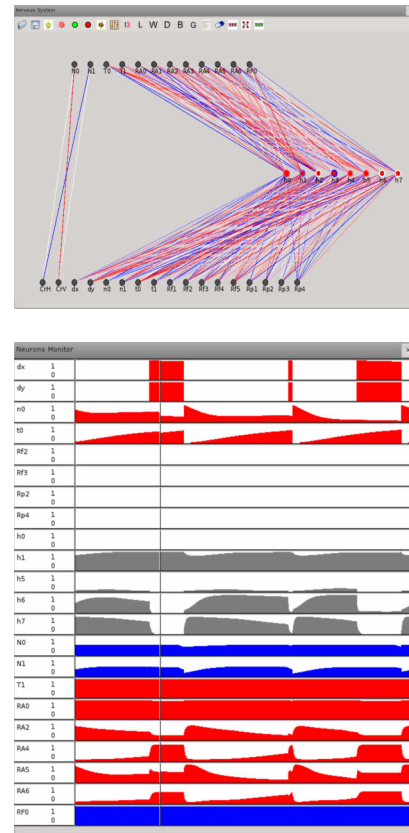 Nervous System
13 L W D B G
N0 N1 T0 T1 RA0 RA1 RA2 RA3 RA4 RA5 RA6 RF0
h0 h1 h2 h3 h4 h5 h6 h7
CrH CrV dx dy n0 n1 t0 t1 Rf1 Rf2 Rf3 Rf4 Rf5 Rp1 Rp2 Rp3 Rp4
Neurons Monitor
dx 1
0
dy 1
0
n0 1
0
t0 1
0
Rf2 1
0
Rf3 1
0
Rp2 1
0
Rp4 1
0
h0 1
0
h1 1
0
h5 1
0
h6 1
0
h7 1
0
N0 1
0
N1 1
0
T1 1
0
RA0 1
0
RA2 1
0
RA4 1
0
RA5 1
0
RA6 1
0
RF0 1
0